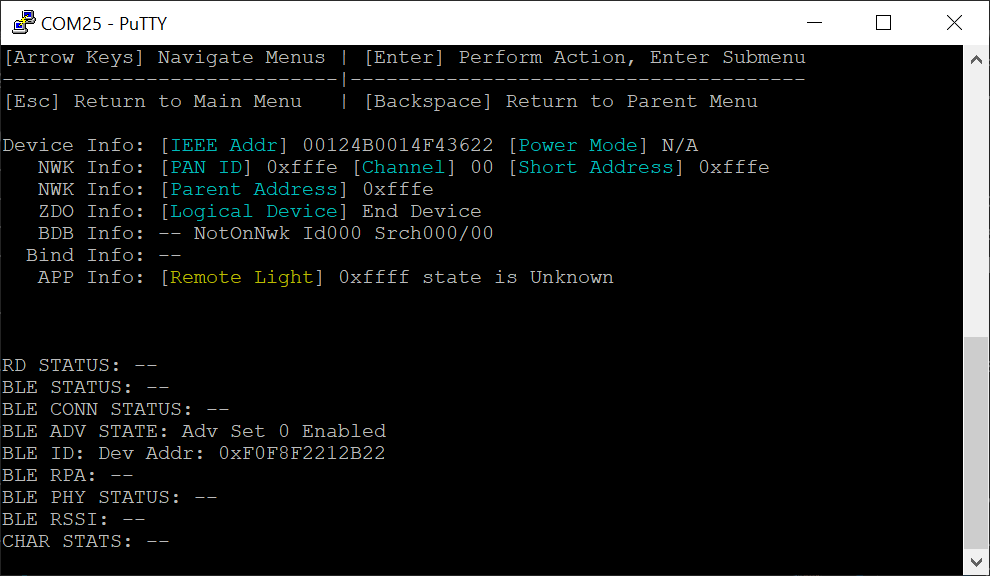 COM25 - PuTTY
[Arrow Keys] Navigate Menus | [Enter] Perform Action, Enter Submenu
----------------------------|--------------------------------------
[Esc] Return to Main Menu   | [Backspace] Return to Parent Menu
Device Info: [IEEE Addr] 00124B0014F43622 [Power Mode] N/A
NWK Info: [PAN ID] 0xfffe [Channel] 00 [Short Address] 0xfffe
NWK Info: [Parent Address] 0xfffe
ZDO Info: [Logical Device] End Device
BDB Info: -- NotOnNwk Id000 Srch000/00
Bind Info: --
APP Info: [Remote Light] 0xffff state is Unknown
RD STATUS: --
BLE STATUS: --
BLE CONN STATUS: --
BLE ADV STATE: Adv Set 0 Enabled
BLE ID: Dev Addr: 0xF0F8F2212B22
BLE RPA: --
BLE PHY STATUS: --
BLE RSSI: --
CHAR STATS: --